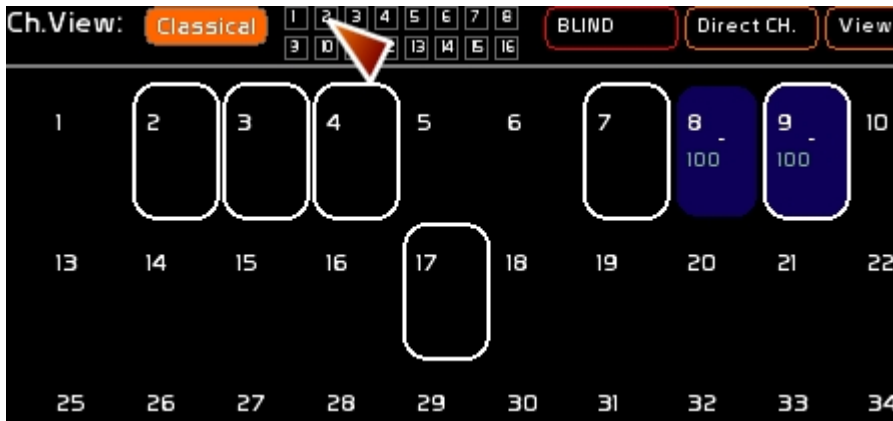 Ch.View: Classical 1 2 3 4 5 6 7 8 BLIND Direct CH. View
9 10 13 14 15 16
1 2 3 4 5 6 7 8 - 9 - 10
100 100
13 14 15 16 17 18 19 20 21 22
25 26 27 28 29 30 31 32 33 34